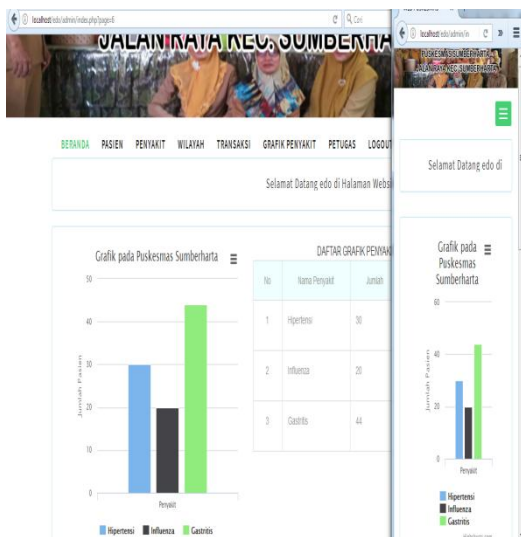 localhost/edo/admin/index.php?page=6
Cari
JALAN RAYA KEC. SUMBERHA
BERANDA PASIEN PENYAKIT WILAYAH TRANSAKSI GRAFIK PENYAKIT PETUGAS LOGOUT
Selamat Datang edo di Halaman Websi
Grafik pada Puskesmas Sumberharta
50
40
30
20
10
0
Jumlah Pasien
Penyakit
Hipertensi Influenza Gastritis
DAFTAR GRAFIK PENYAKI
No Nama Penyakit Jumlah
1 Hipertensi 30
2 Influenza 20
3 Gastritis 44
localhost/edo/admin/in
PUSKESMAS SUMBERHARTA
JALAN RAYA KEC. SUMBERHARTA
Selamat Datang edo di
Grafik pada
Puskesmas
Sumberharta
60
40
20
0
Jumlah Pasien
Penyakit
Hipertensi
Influenza
Gastritis